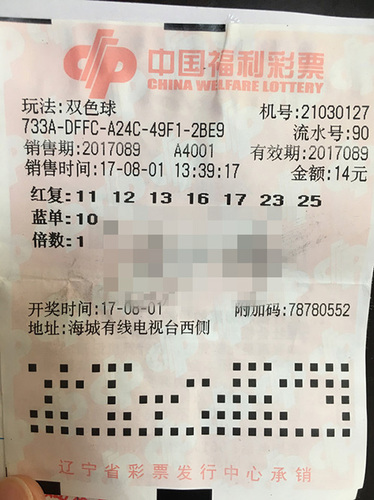 中国福利彩票
CHINA WELFARE LOTTERY
玩法:双色球 机号:21030127
733A-DFFC-A24C-49F1-2BE9 流水号:90
销售期:2017089 A4001 有效期:2017089
销售时间:17-08-01 13:39:17 金额:14元
红复:11 12 13 16 17 23 25
蓝单:10
倍数:1
开奖时间:17-08-01 附加码:78780552
地址:海城有线电视台西侧
辽宁省彩票发行中心承销